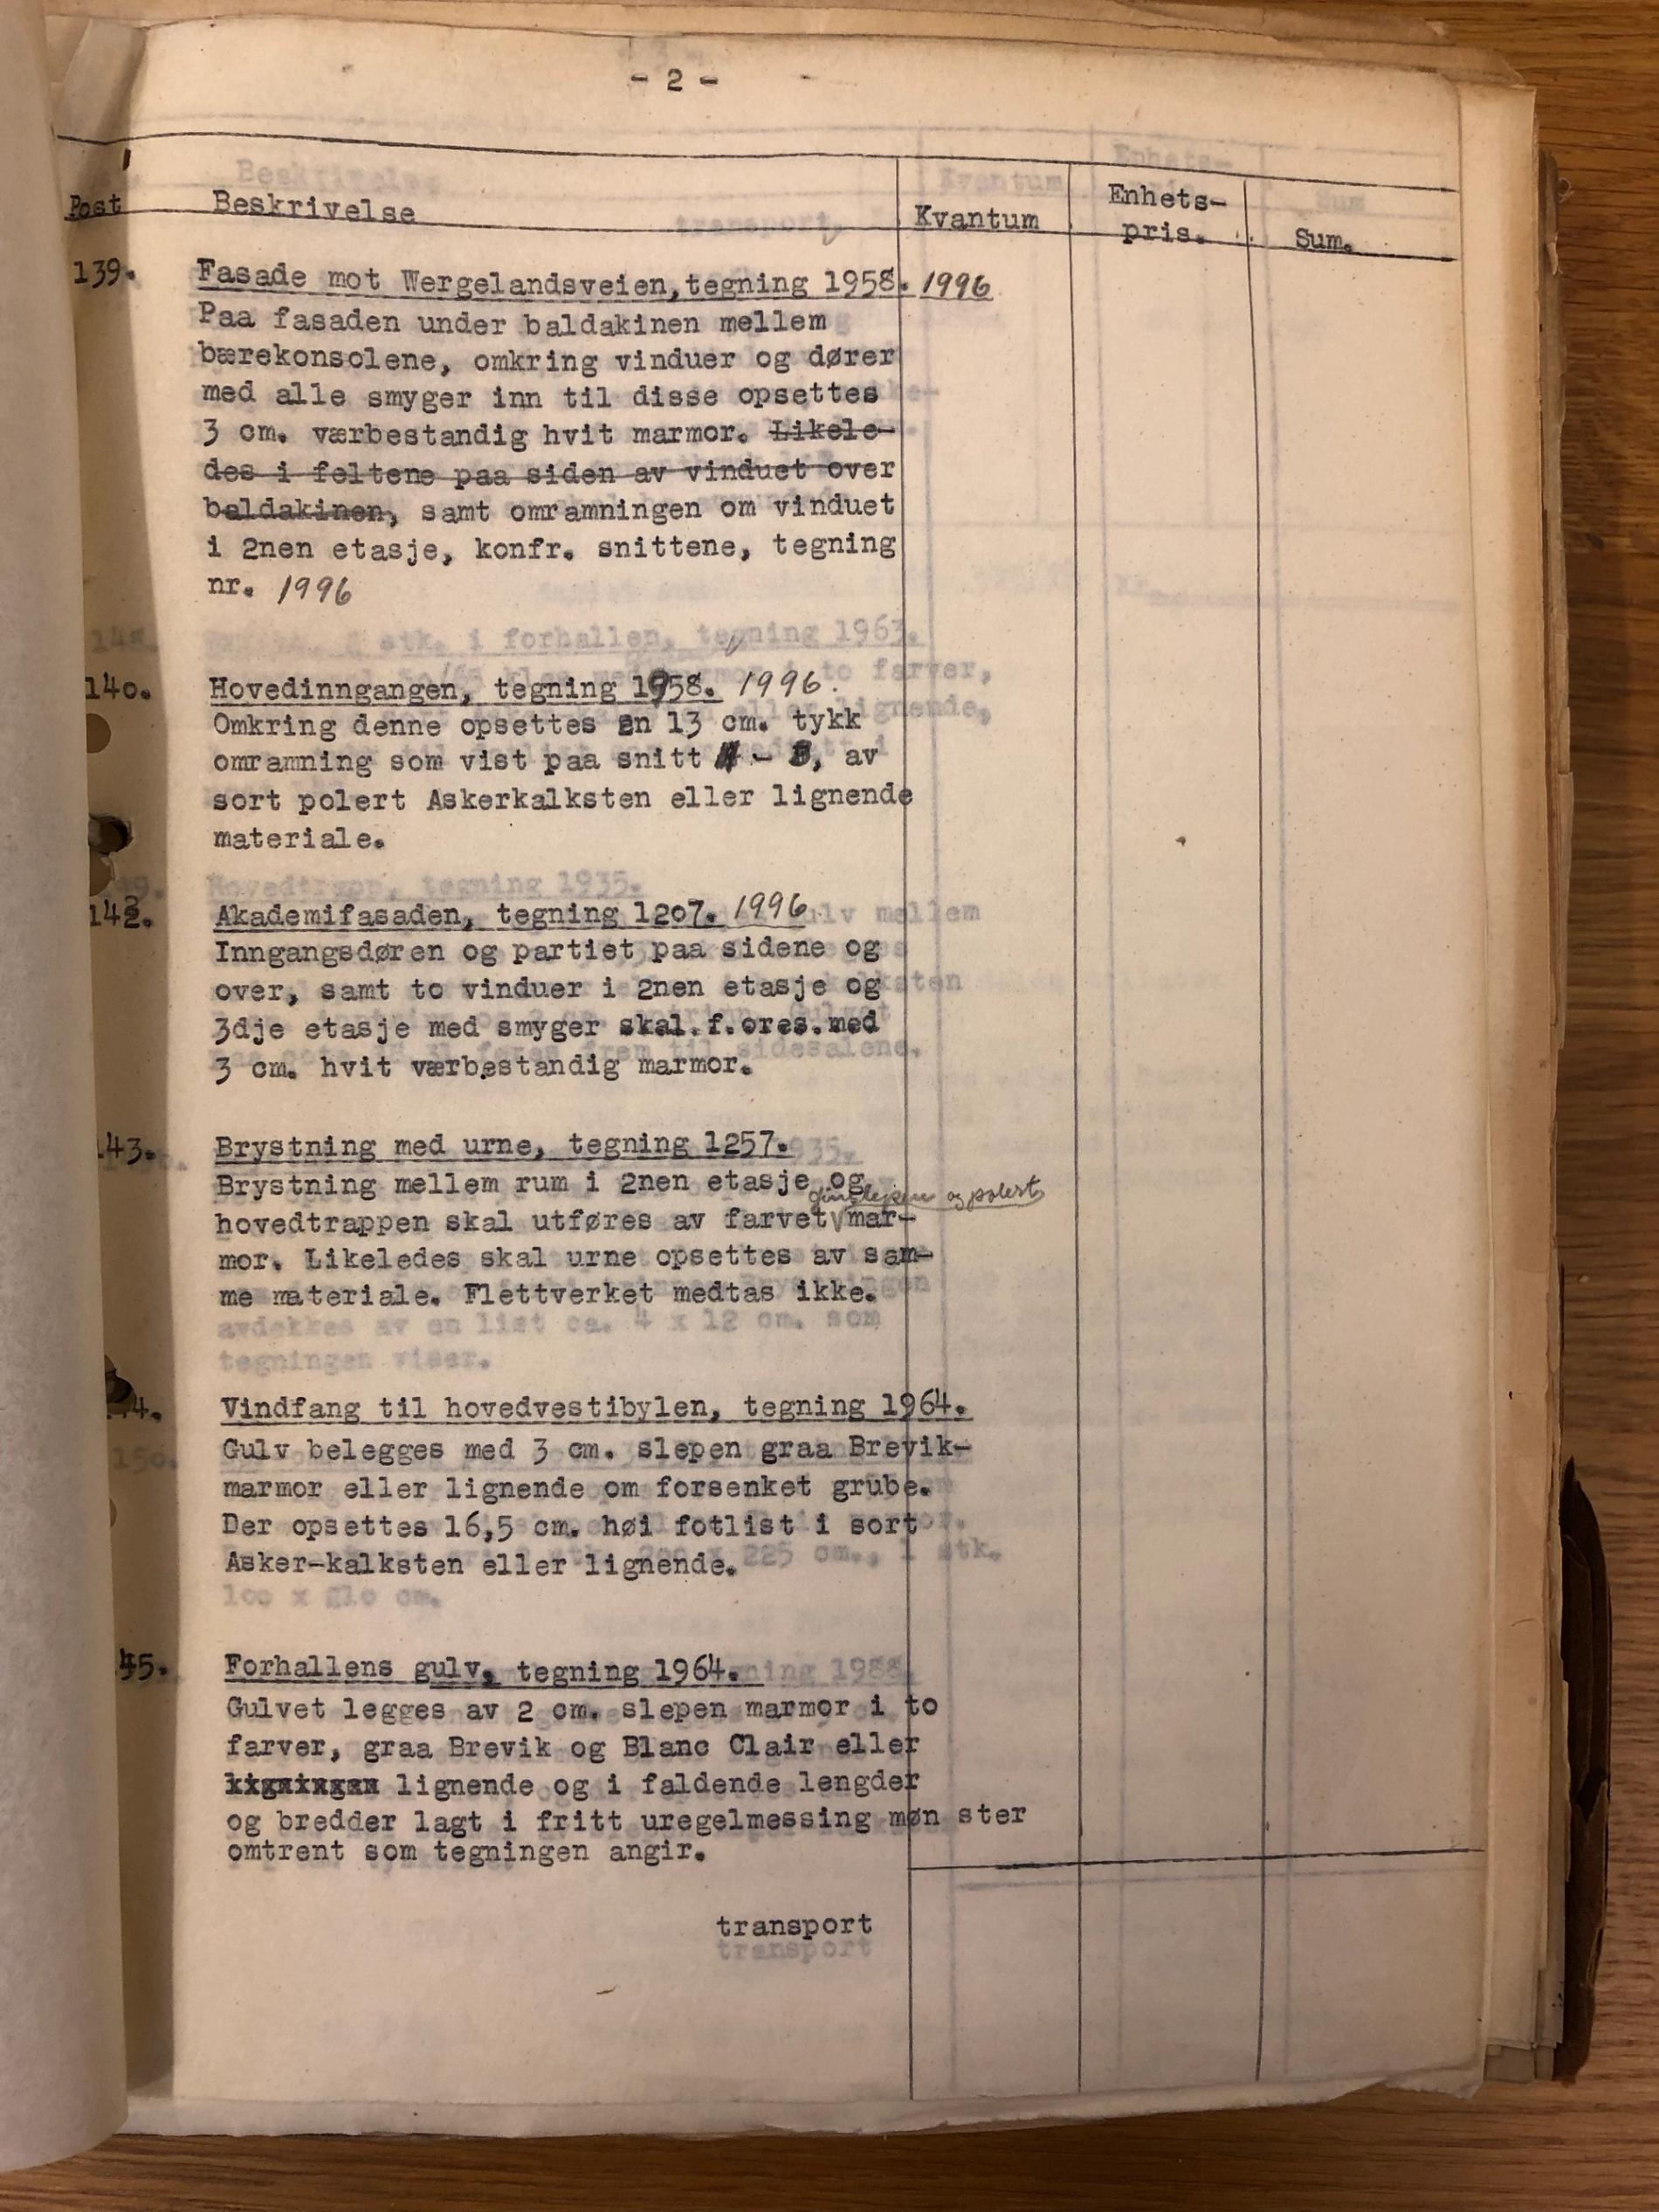 - 2 -
Post Beskrivelse Kvantum Enhets-
pris. Sum.
139. Fasade mot Wergelandsveien, tegning 1958. 1996
Paa fasaden under baldakinen mellem
bærekonsolene, omkring vinduer og dører
med alle smyger inn til disse opsettes
3 cm. værbestandig hvit marmor. Likele-
des i feltene paa siden av vinduet over
baldakinen, samt omramningen om vinduet
i 2nen etasje, konfr. snittene, tegning
nr. 1996
14o. Hovedinngangen, tegning 1958. 1996.
Omkring denne opsettes en 13 cm. tykk
omramning som vist paa snitt - , av
sort polert Askerkalksten eller lignende
materiale.
142. Akademifasaden, tegning 12o7. 1996.
Inngangsdøren og partiet paa sidene og
over, samt to vinduer i 2nen etasje og
3dje etasje med smyger skal.f.ores.med
3 cm. hvit værbestandig marmor.
143. Brystning med urne, tegning 1257.
Brystning mellem rum i 2nen etasje og
finslepen og polert
hovedtrappen skal utføres av farvet mar-
mor. Likeledes skal urne opsettes av sam-
me materiale. Flettverket medtas ikke.
4. Vindfang til hovedvestibylen, tegning 1964.
Gulv belegges med 3 cm. slepen graa Brevik-
marmor eller lignende om forsenket grube.
Der opsettes 16,5 cm. høi fotlist i sort
Asker-kalksten eller lignende.
45. Forhallens gulv, tegning 1964.
Gulvet legges av 2 cm. slepen marmor i to
farver, graa Brevik og Blanc Clair eller
lignende og i faldende lengder
og bredder lagt i fritt uregelmessing møn ster
omtrent som tegningen angir.
transport